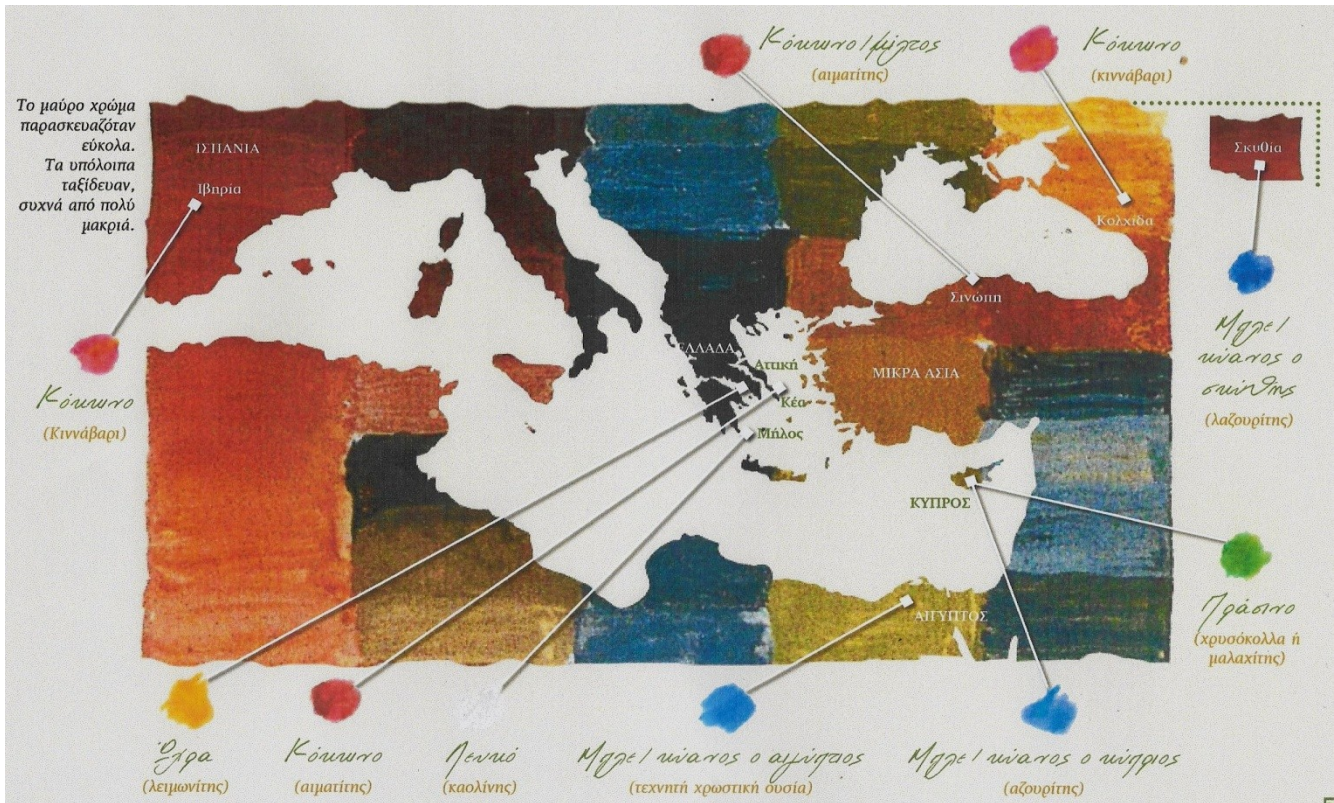 Κόκκινο/μίλτος
(αιματίτης)
Κόκκινο
(κιννάβαρι)
Το μαύρο χρώμα
παρασκευαζόταν
εύκολα.
Τα υπόλοιπα
ταξίδευαν,
συχνά από πολύ
μακριά.
ΙΣΠΑΝΙΑ
Ιβηρία
Σκυθία
Κολχίδα
Σινώπη
Μπλε/
κύανος ο
σκύθης
(λαζουρίτης)
Κόκκινο
(Κιννάβαρι)
ΕΛΛΑΔΑ
Αττική
ΜΙΚΡΑ ΑΣΙΑ
Κέα
Μήλος
ΚΥΠΡΟΣ
ΑΙΓΥΠΤΟΣ
Πράσινο
(χρυσόκολλα ή
μαλαχίτης)
Ώχρα
(λειμωνίτης)
Κόκκινο
(αιματίτης)
Λευκό
(καολίνης)
Μπλε/κύανος ο αιγύπτιος
(τεχνητή χρωστική ουσία)
Μπλε/κύανος ο κύπριος
(αζουρίτης)